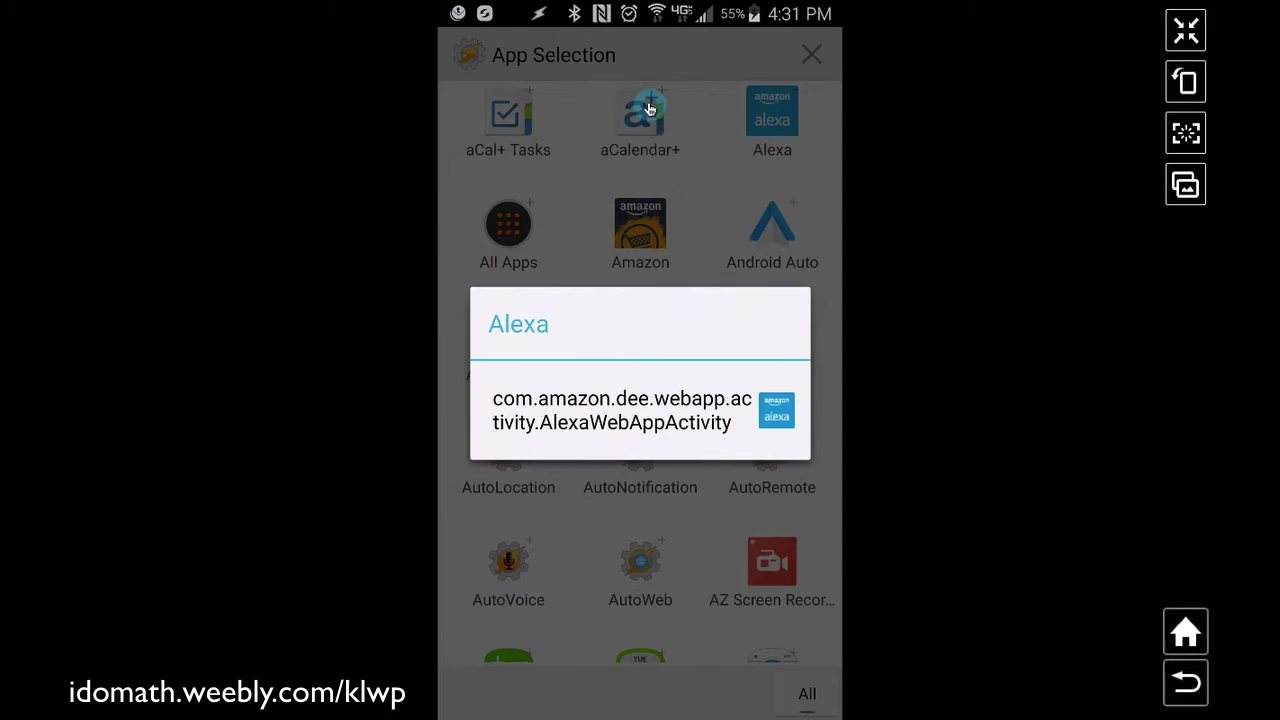 4G
55%
4:31 PM
App Selection
a
amazon
alexa
aCal+ Tasks
aCalendar+
Alexa
amazon
All Apps
Amazon
Android Auto
Alexa
com.amazon.dee.webapp.ac
tivity.AlexaWebAppActivity
amazon
alexa
AutoLocation
AutoNotification
AutoRemote
AutoVoice
AutoWeb
AZ Screen Recor...
TUE
All
idomath.weebly.com/klwp